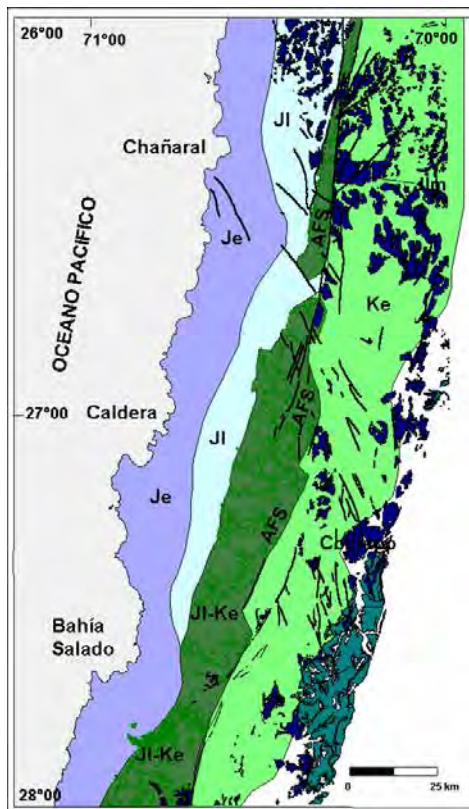 26°00
71°00
70°00
Jl
Chañaral
Je
AFS
OCEANO PACIFICO
Ke
27°00
Caldera
AFS
Jl
Je
AFS
Bahía
Salado
Jl-Ke
Jl-Ke
28°00
0
25 km